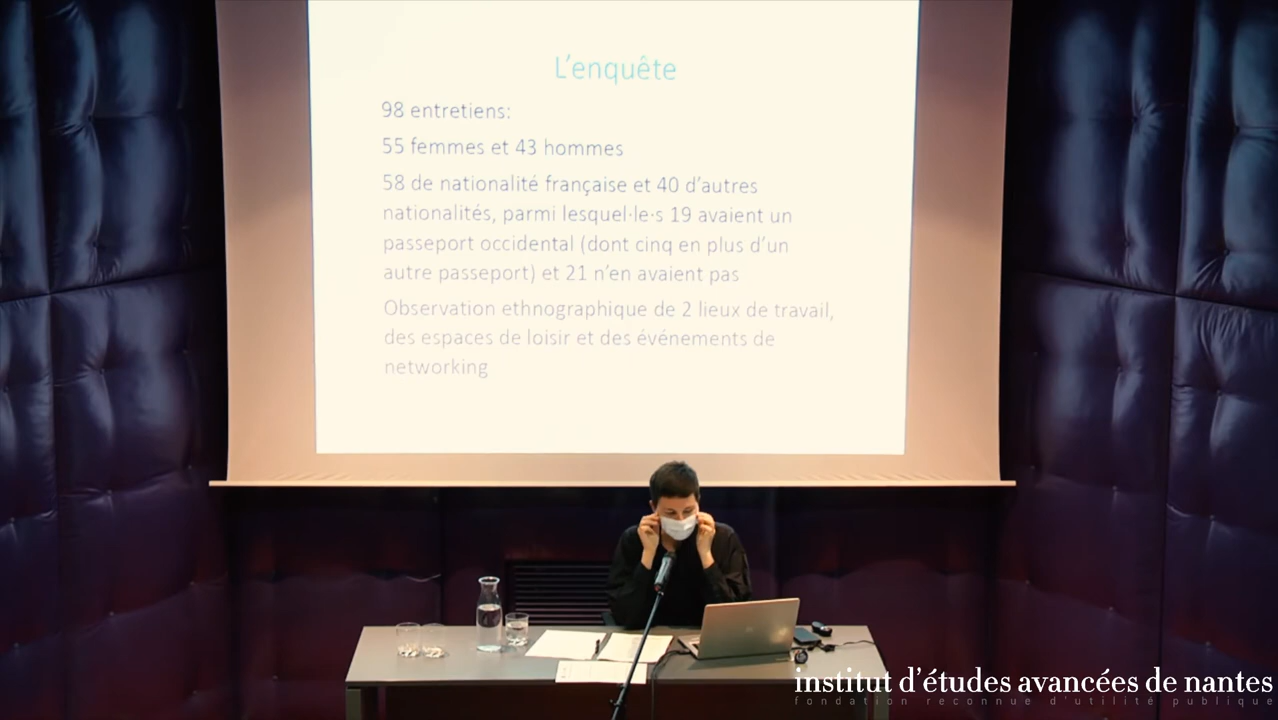 L'enquête
98 entretiens:
55 femmes et 43 hommes
58 de nationalité française et 40 d'autres
nationalités, parmi lesquel·le·s 19 avaient un
passeport occidental (dont cinq en plus d'un
autre passeport) et 21 n'en avaient pas
Observation ethnographique de 2 lieux de travail,
des espaces de loisir et des événements de
networking
institut d'études avancées de nantes
fondation reconnue d'utilité publique